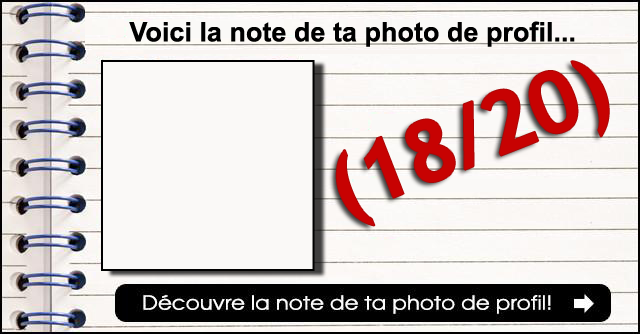 Voici la note de ta photo de profil...
(18/20)
Découvre la note de ta photo de profil!